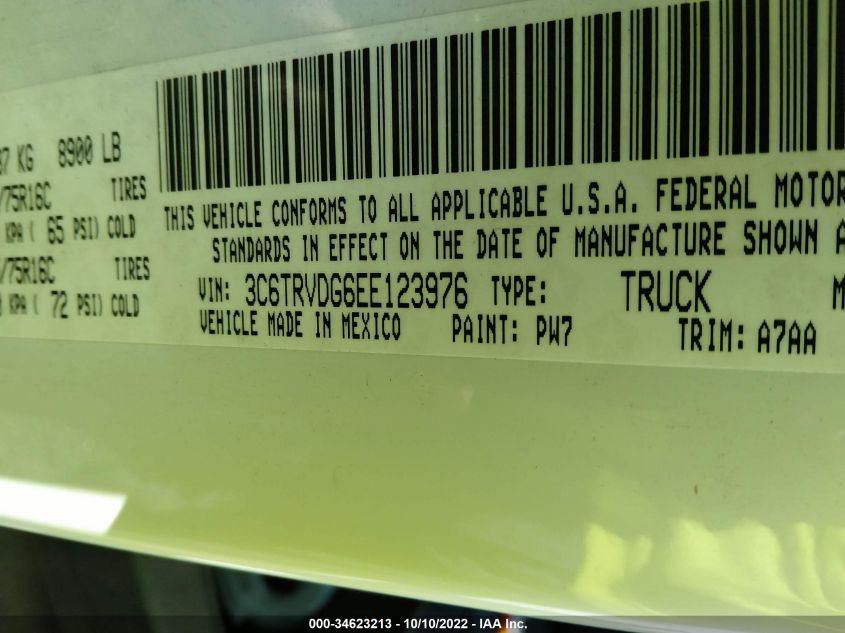 37 KG 8900 LB
/75R16C TIRES
KPA ( 65 PSI) COLD
/75R16C TIRES
KPA ( 72 PSI) COLD
THIS VEHICLE CONFORMS TO ALL APPLICABLE U.S.A. FEDERAL MOTOR
STANDARDS IN EFFECT ON THE DATE OF MANUFACTURE SHOWN A
VIN: 3C6TRVDG6EE123976 TYPE: TRUCK M
VEHICLE MADE IN MEXICO PAINT: PW7 TRIM: A7AA
000-34623213 - 10/10/2022 - IAA Inc.